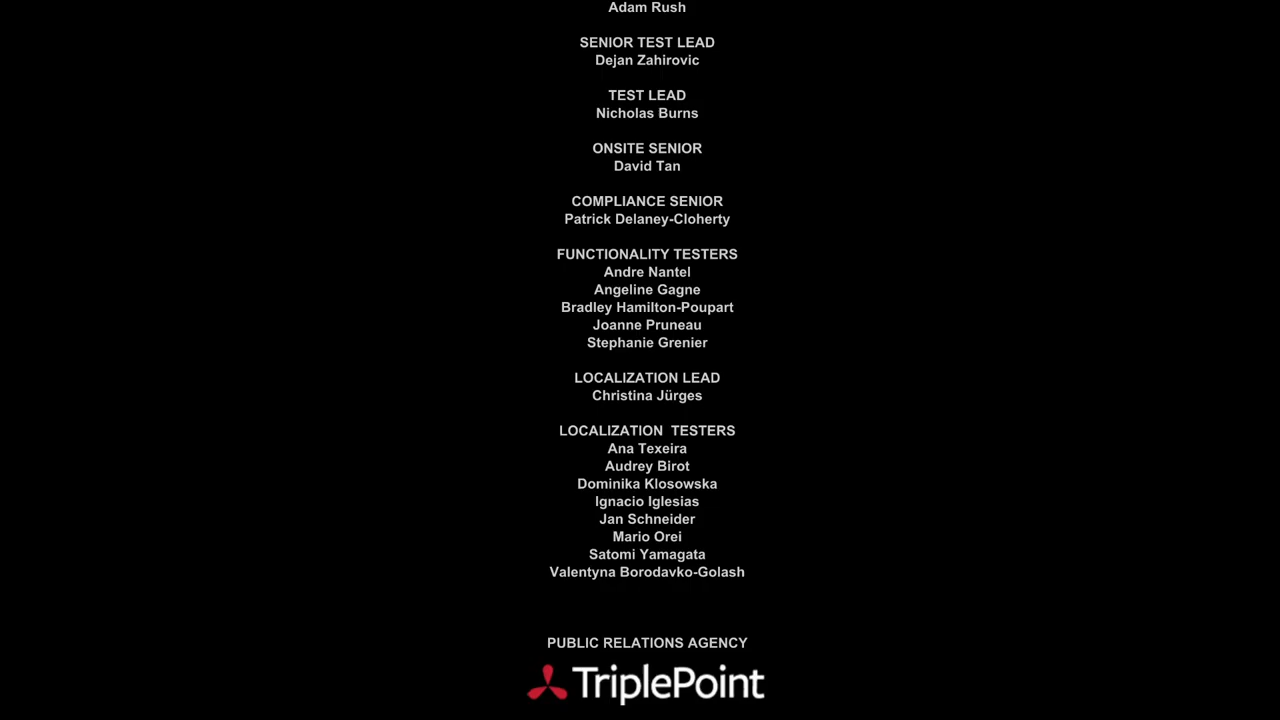 Adam Rush
SENIOR TEST LEAD
Dejan Zahirovic
TEST LEAD
Nicholas Burns
ONSITE SENIOR
David Tan
COMPLIANCE SENIOR
Patrick Delaney-Cloherty
FUNCTIONALITY TESTERS
Andre Nantel
Angeline Gagne
Bradley Hamilton-Poupart
Joanne Pruneau
Stephanie Grenier
LOCALIZATION LEAD
Christina Jürges
LOCALIZATION  TESTERS
Ana Texeira
Audrey Birot
Dominika Klosowska
Ignacio Iglesias
Jan Schneider
Mario Orei
Satomi Yamagata
Valentyna Borodavko-Golash
PUBLIC RELATIONS AGENCY
TriplePoint